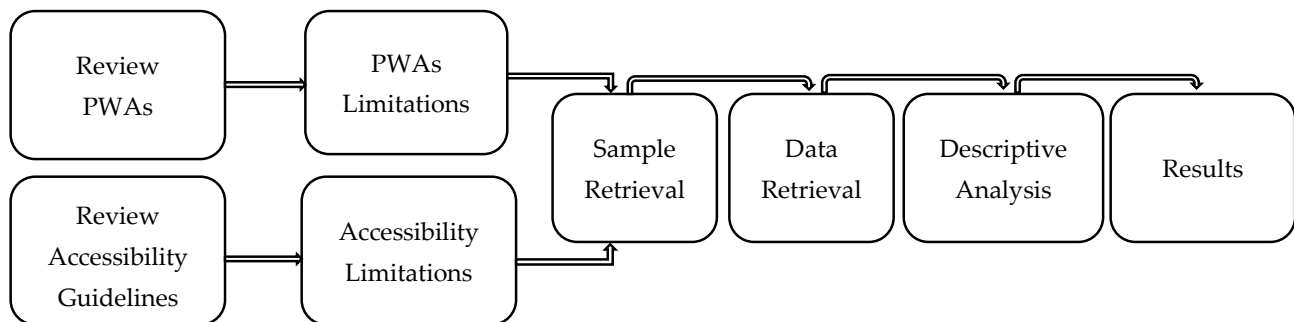 Review
PWAs
PWAs
Limitations
Sample
Retrieval
Data
Retrieval
Descriptive
Analysis
Results
Review
Accessibility
Guidelines
Accessibility
Limitations